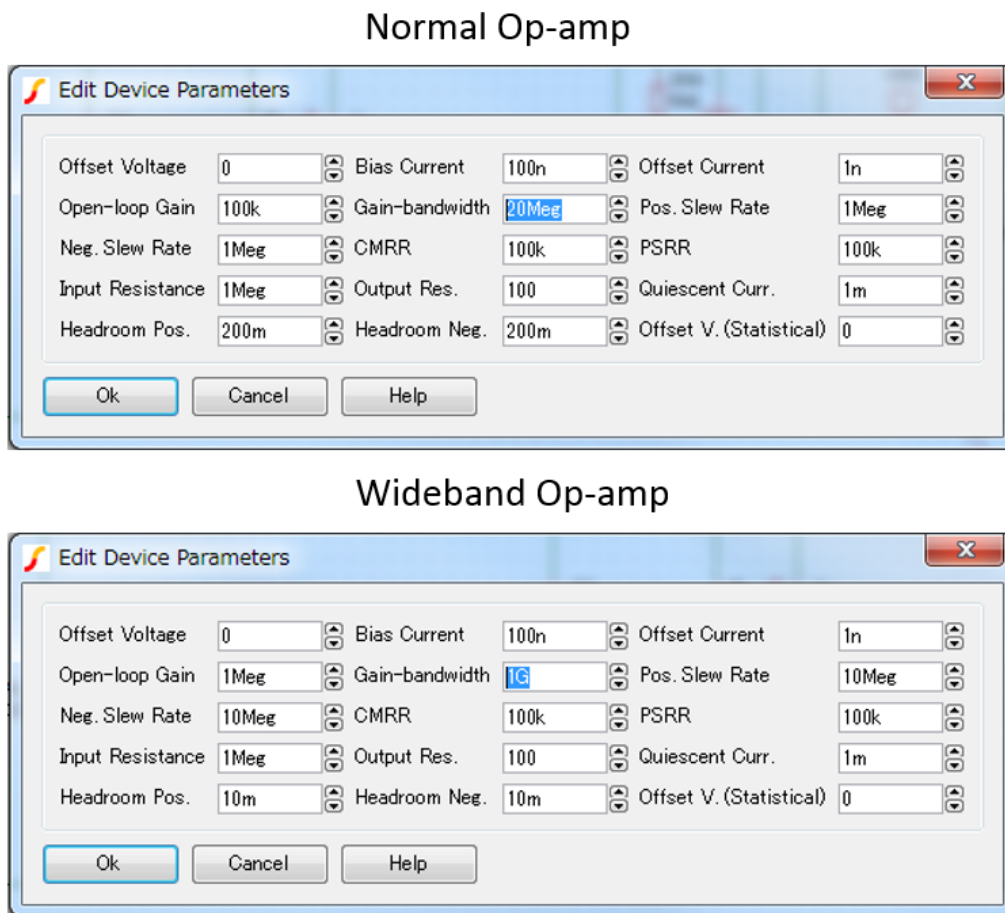 Normal Op-amp
Edit Device Parameters
Offset Voltage 0 Bias Current 100n Offset Current 1n
Open-loop Gain 100k Gain-bandwidth 20Meg Pos. Slew Rate 1Meg
Neg. Slew Rate 1Meg CMRR 100k PSRR 100k
Input Resistance 1Meg Output Res. 100 Quiescent Curr. 1m
Headroom Pos. 200m Headroom Neg. 200m Offset V. (Statistical) 0
Ok Cancel Help
Wideband Op-amp
Edit Device Parameters
Offset Voltage 0 Bias Current 100n Offset Current 1n
Open-loop Gain 1Meg Gain-bandwidth 1G Pos. Slew Rate 10Meg
Neg. Slew Rate 10Meg CMRR 100k PSRR 100k
Input Resistance 1Meg Output Res. 100 Quiescent Curr. 1m
Headroom Pos. 10m Headroom Neg. 10m Offset V. (Statistical) 0
Ok Cancel Help